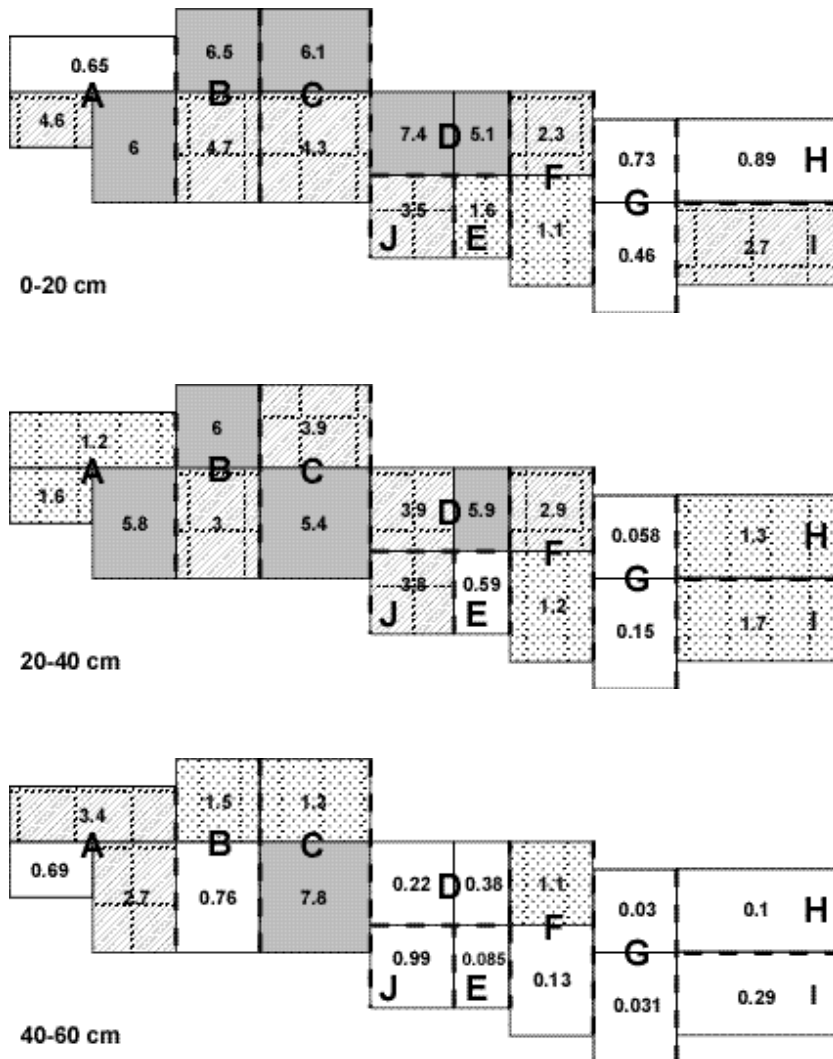 6.5 6.1
0.65
A B C
4.6 6 4.7 4.3
7.4 D 5.1 2.3
0.73 0.89 H
F
G
3.5 1.6 1.1
J E
0.46 2.7 I
0-20 cm
6 3.9
1.2
A B C
1.6 5.8 3 5.4
3.9 D 5.9 2.9
0.058 1.3 H
F
G
3.8 0.59 1.2
J E
0.15 1.7 I
20-40 cm
1.5 1.3
3.4
A B C
0.69 2.7 0.76 7.8
0.22 D 0.38 1.1
0.03 0.1 H
F
G
0.99 0.085 0.13
J E
0.031 0.29 I
40-60 cm